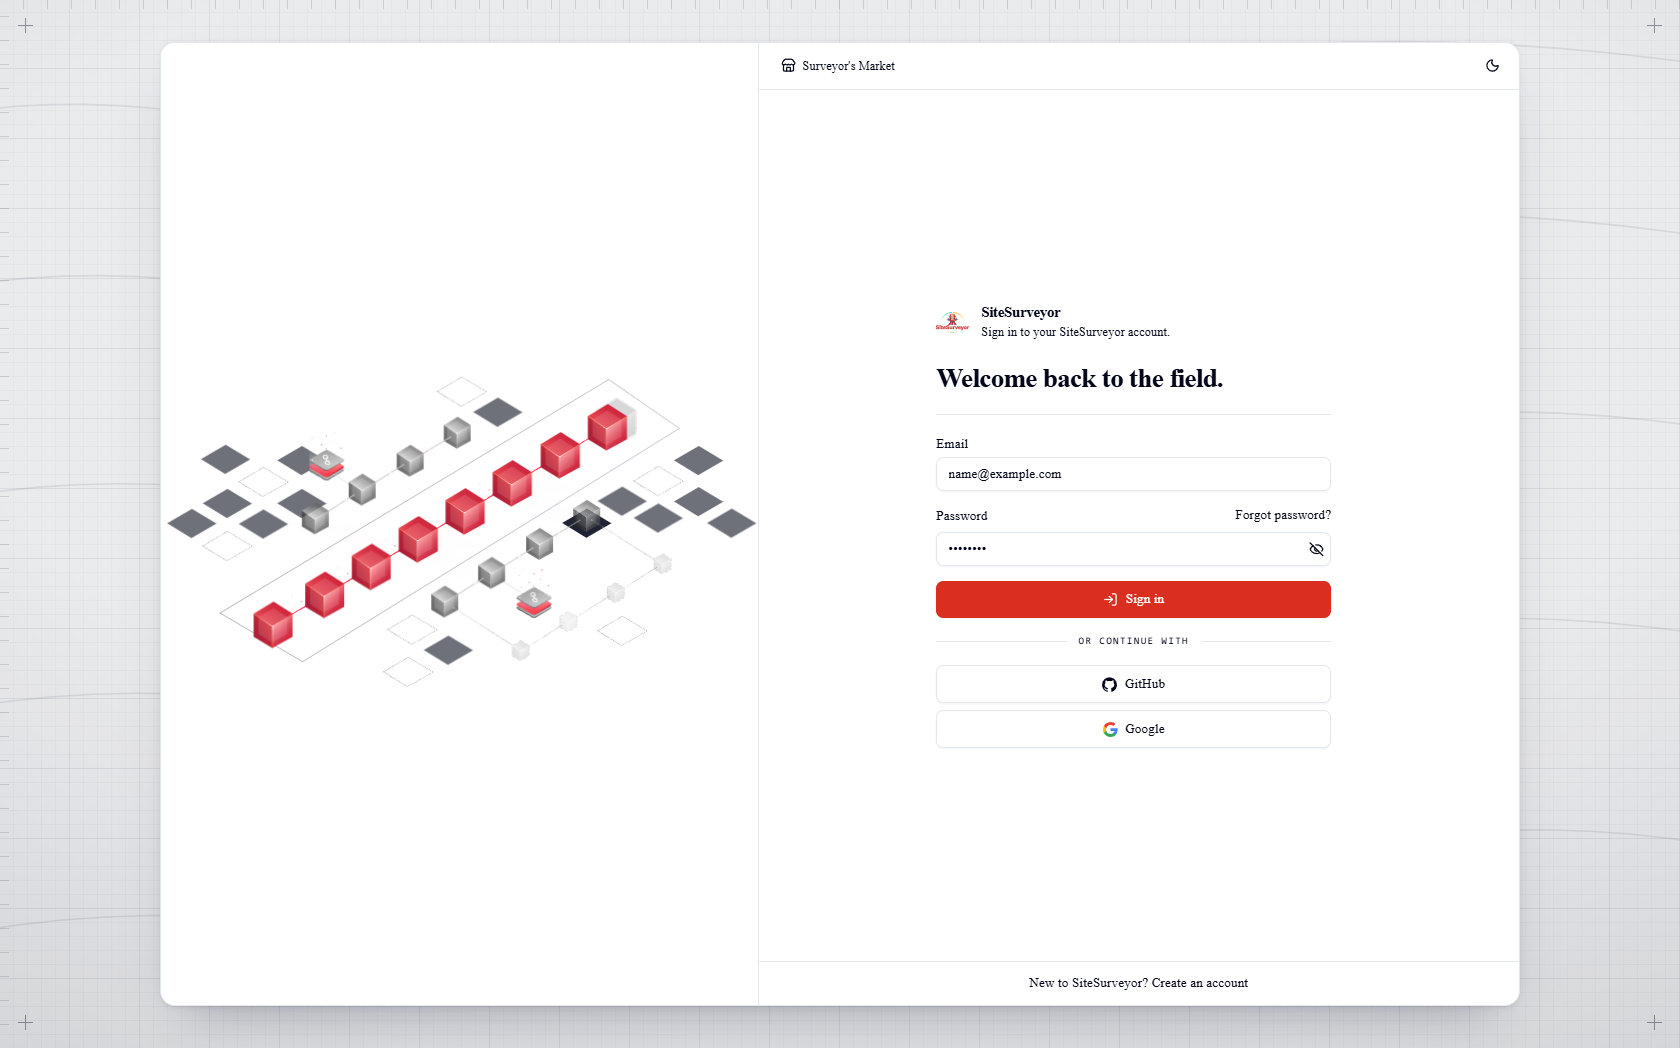 Surveyor's Market
SiteSurveyor
SiteSurveyor
Sign in to your SiteSurveyor account.
Welcome back to the field.
Email
name@example.com
Password
Forgot password?
••••••••
Sign in
OR CONTINUE WITH
GitHub
Google
New to SiteSurveyor? Create an account